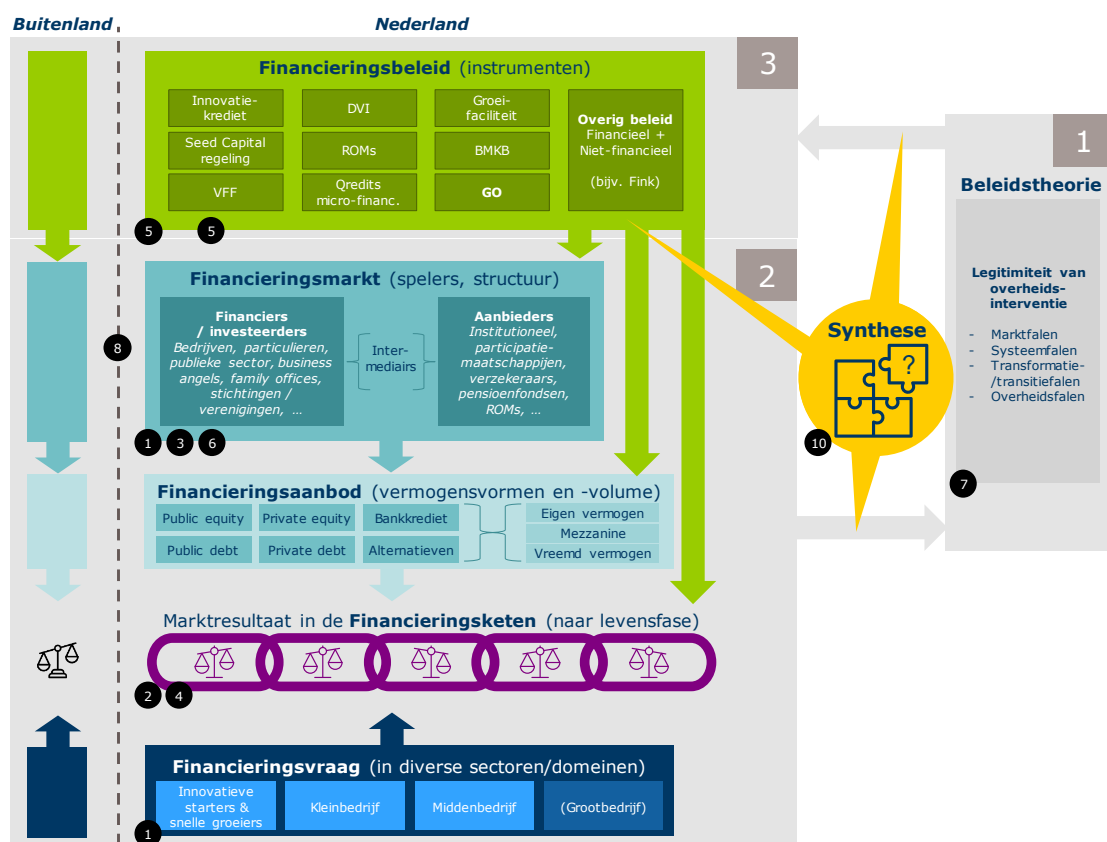 Buitenland
Nederland
3
Financieringsbeleid (instrumenten)
Innovatie-
krediet
DVI
Groei-
faciliteit
Seed Capital
regeling
ROMs
BMKB
VFF
Qredits
micro-financ.
GO
Overig beleid
Financieel +
Niet-financieel
(bijv. Fink)
5
5
2
Financieringsmarkt (spelers, structuur)
Financiers
/ investeerders
Bedrijven, particulieren,
publieke sector, business
angels, family offices,
stichtingen /
verenigingen, …
Inter-
mediairs
Aanbieders
Institutioneel,
participatie-
maatschappijen,
verzekeraars,
pensioenfondsen,
ROMs, …
8
1
3
6
Financieringsaanbod (vermogensvormen en -volume)
Public equity
Private equity
Bankkrediet
Public debt
Private debt
Alternatieven
Eigen vermogen
Mezzanine
Vreemd vermogen
Marktresultaat in de Financieringsketen (naar levensfase)
2
4
Financieringsvraag (in diverse sectoren/domeinen)
Innovatieve
starters &
snelle groeiers
Kleinbedrijf
Middenbedrijf
(Grootbedrijf)
1
Synthese
?
10
1
Beleidstheorie
Legitimiteit van
overheids-
interventie
- Marktfalen
- Systeemfalen
- Transformatie-
/transitiefalen
- Overheidsfalen
7